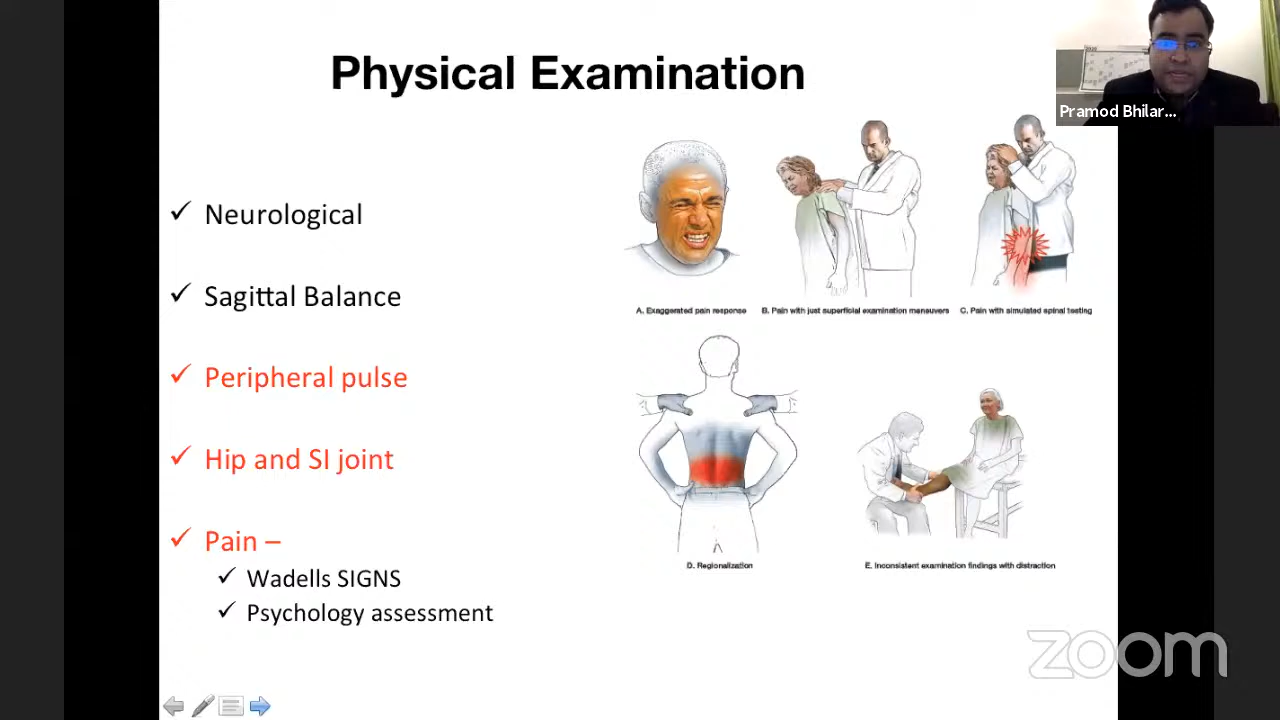 Physical Examination
Pramod Bhilar...
✓ Neurological
✓ Sagittal Balance
✓ Peripheral pulse
✓ Hip and SI joint
✓ Pain –
✓ Wadells SIGNS
✓ Psychology assessment
A. Exaggerated pain response
B. Pain with just superficial examination maneuvers
C. Pain with simulated spinal testing
D. Regionalization
E. Inconsistent examination findings with distraction
zoom